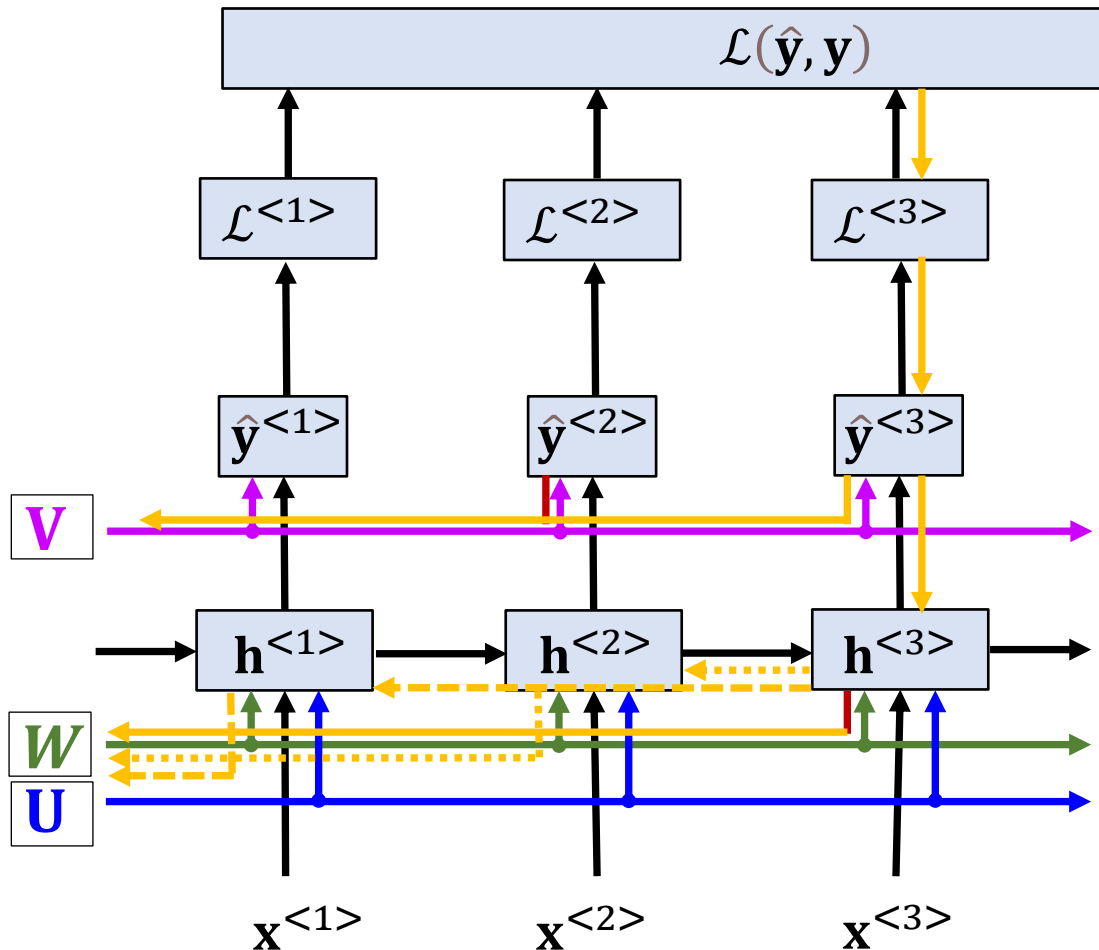 ℒ(ŷ, y)
ℒ<1> ℒ<2> ℒ<3>
ŷ<1> ŷ<2> ŷ<3>
V
h<1> h<2> h<3>
W
U
x<1> x<2> x<3>